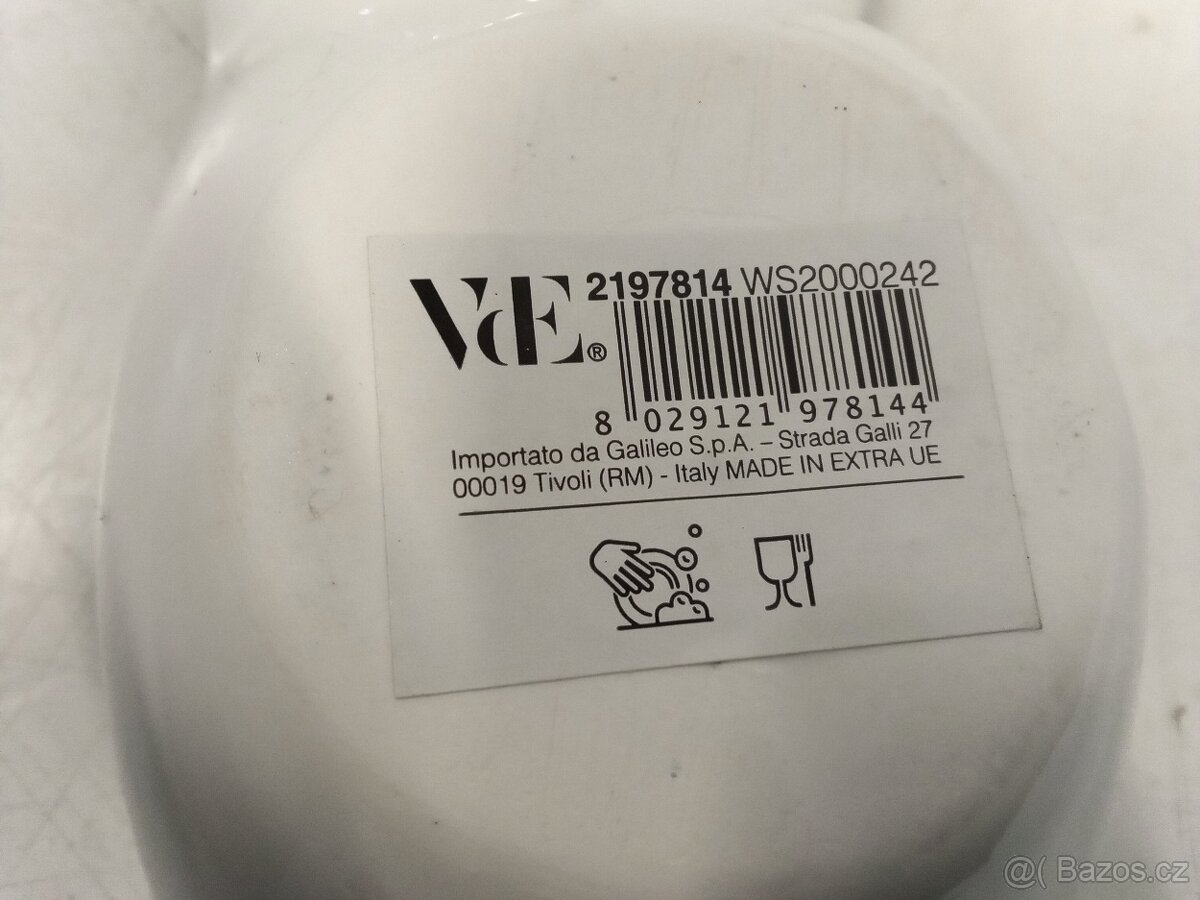 VdE® 2197814 WS2000242
8 029121 978144
Importato da Galileo S.p.A. – Strada Galli 27
00019 Tivoli (RM) - Italy MADE IN EXTRA UE
@( Bazos.cz